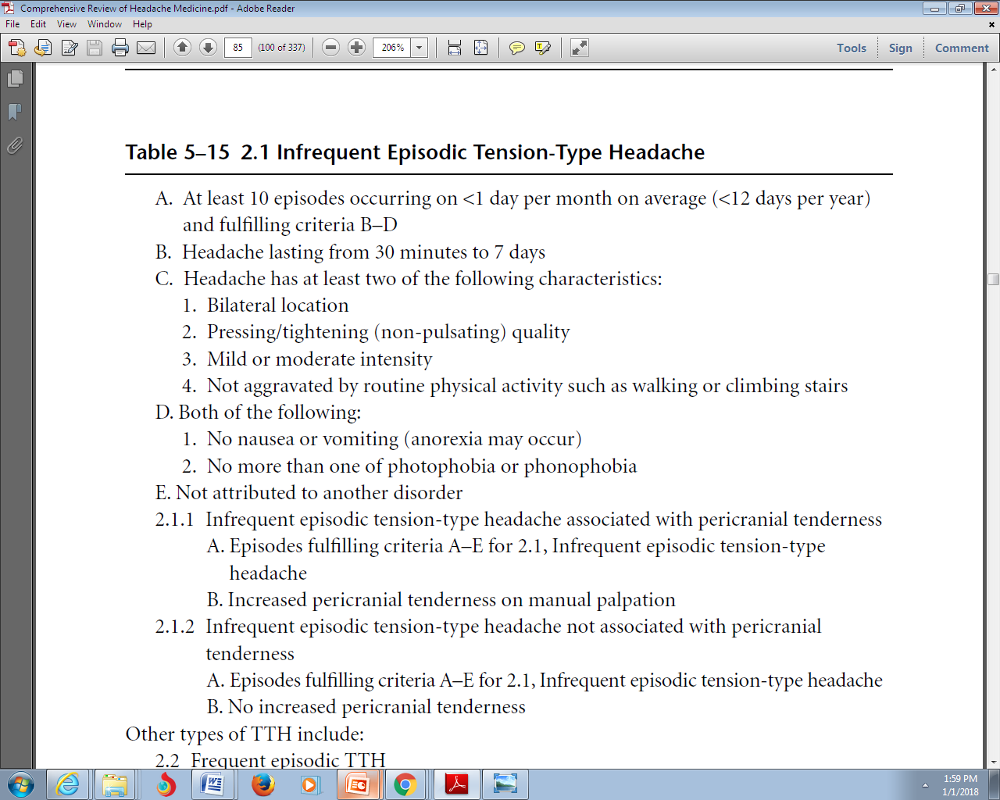 Comprehensive Review of Headache Medicine.pdf - Adobe Reader
File Edit View Window Help
85 (100 of 337) 206% Tools Sign Comment
Table 5–15 2.1 Infrequent Episodic Tension-Type Headache
A. At least 10 episodes occurring on <1 day per month on average (<12 days per year)
and fulfilling criteria B–D
B. Headache lasting from 30 minutes to 7 days
C. Headache has at least two of the following characteristics:
1. Bilateral location
2. Pressing/tightening (non-pulsating) quality
3. Mild or moderate intensity
4. Not aggravated by routine physical activity such as walking or climbing stairs
D. Both of the following:
1. No nausea or vomiting (anorexia may occur)
2. No more than one of photophobia or phonophobia
E. Not attributed to another disorder
2.1.1 Infrequent episodic tension-type headache associated with pericranial tenderness
A. Episodes fulfilling criteria A–E for 2.1, Infrequent episodic tension-type
headache
B. Increased pericranial tenderness on manual palpation
2.1.2 Infrequent episodic tension-type headache not associated with pericranial
tenderness
A. Episodes fulfilling criteria A–E for 2.1, Infrequent episodic tension-type headache
B. No increased pericranial tenderness
Other types of TTH include:
2.2 Frequent episodic TTH
1:59 PM
1/1/2018